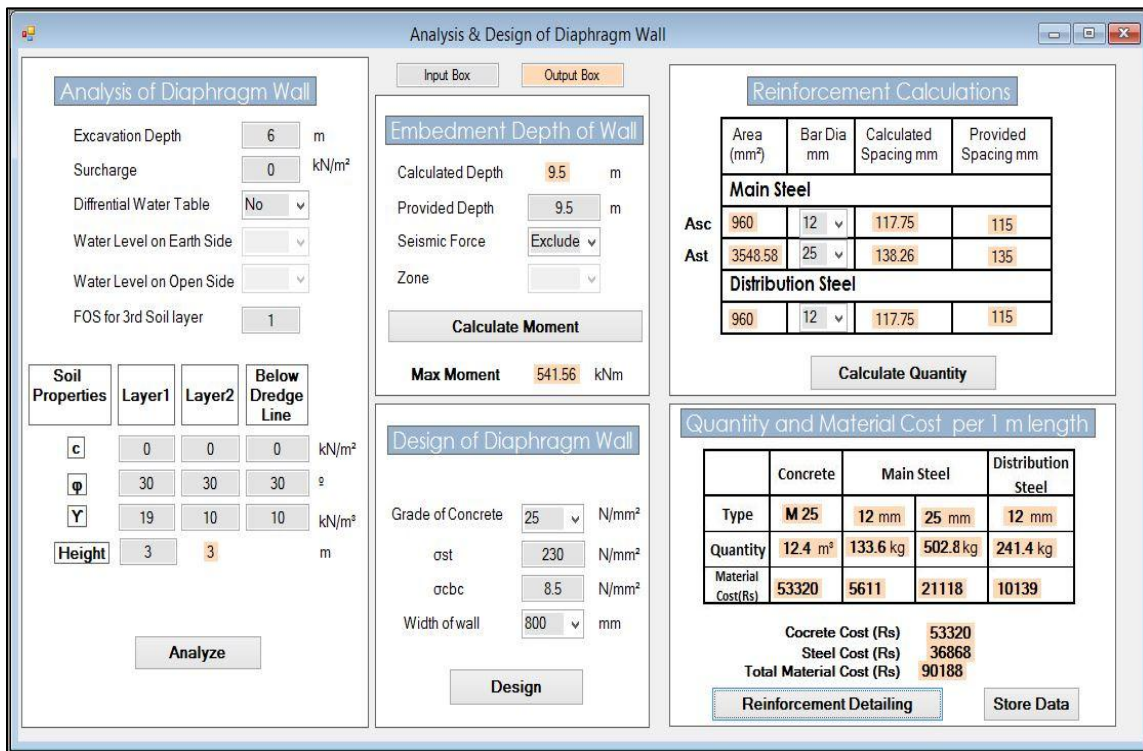 Analysis & Design of Diaphragm Wall
Analysis of Diaphragm Wall
Excavation Depth 6 m
Surcharge 0 kN/m²
Diffrential Water Table No
Water Level on Earth Side
Water Level on Open Side
FOS for 3rd Soil layer 1
Soil Properties Layer1 Layer2 Below Dredge Line
c 0 0 0 kN/m²
φ 30 30 30 º
ϒ 19 10 10 kN/m³
Height 3 3 m
Analyze
Input Box Output Box
Embedment Depth of Wall
Calculated Depth 9.5 m
Provided Depth 9.5 m
Seismic Force Exclude
Zone
Calculate Moment
Max Moment 541.56 kNm
Design of Diaphragm Wall
Grade of Concrete 25 N/mm²
σst 230 N/mm²
σcbc 8.5 N/mm²
Width of wall 800 mm
Design
Reinforcement Calculations
Area (mm²) Bar Dia mm Calculated Spacing mm Provided Spacing mm
Main Steel
Asc 960 12 117.75 115
Ast 3548.58 25 138.26 135
Distribution Steel
960 12 117.75 115
Calculate Quantity
Quantity and Material Cost per 1 m length
Concrete Main Steel Distribution Steel
Type M 25 12 mm 25 mm 12 mm
Quantity 12.4 m³ 133.6 kg 502.8 kg 241.4 kg
Material Cost(Rs) 53320 5611 21118 10139
Cocrete Cost (Rs) 53320
Steel Cost (Rs) 36868
Total Material Cost (Rs) 90188
Reinforcement Detailing Store Data